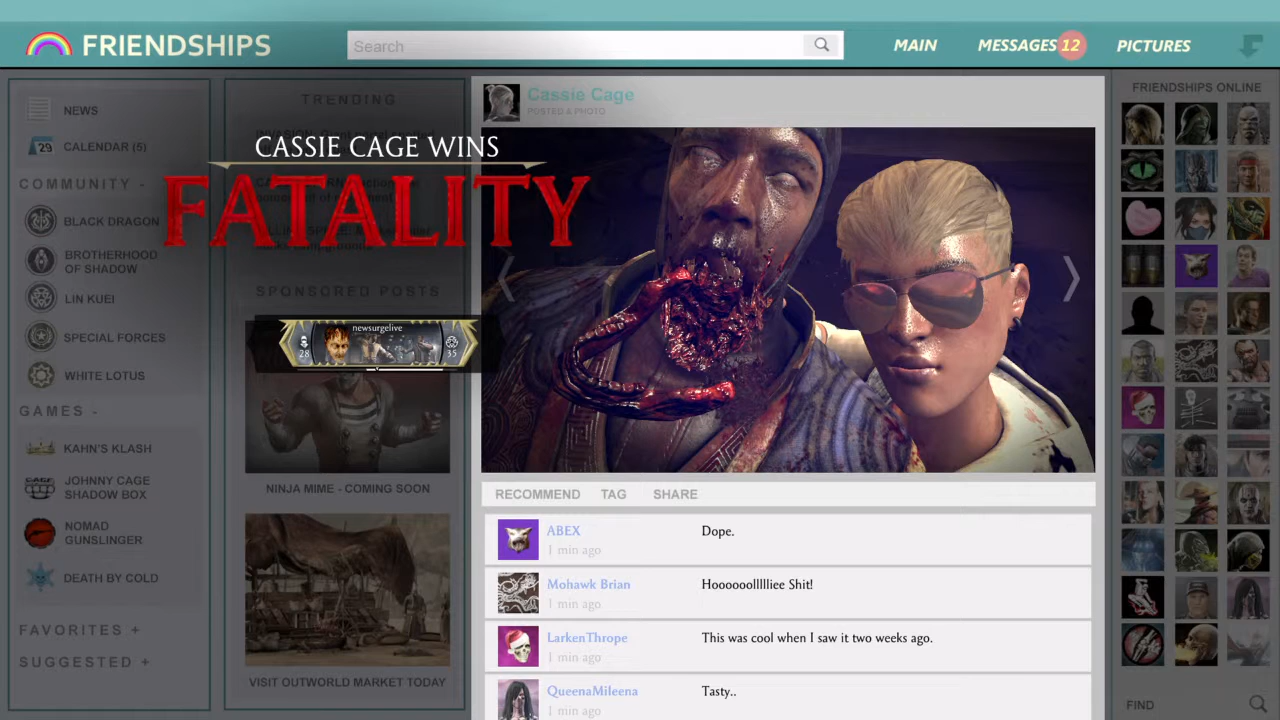 FRIENDSHIPS
Search
MAIN
MESSAGES 12
PICTURES
NEWS
29
CALENDAR (5)
COMMUNITY -
BLACK DRAGON
BROTHERHOOD
OF SHADOW
LIN KUEI
SPECIAL FORCES
WHITE LOTUS
GAMES -
KAHN'S KLASH
CAGE
JOHNNY CAGE
SHADOW BOX
NOMAD
GUNSLINGER
DEATH BY COLD
FAVORITES +
SUGGESTED +
TRENDING
CASSIE CAGE WINS
FATALITY
SPONSORED POSTS
newsurgelive
28
35
NINJA MIME - COMING SOON
VISIT OUTWORLD MARKET TODAY
Cassie Cage
POSTED A PHOTO
RECOMMEND
TAG
SHARE
ABEX
Dope.
1 min ago
Mohawk Brian
Hoooooollllliee Shit!
1 min ago
LarkenThrope
This was cool when I saw it two weeks ago.
1 min ago
QueenaMileena
Tasty..
1 min ago
FRIENDSHIPS ONLINE
FIND